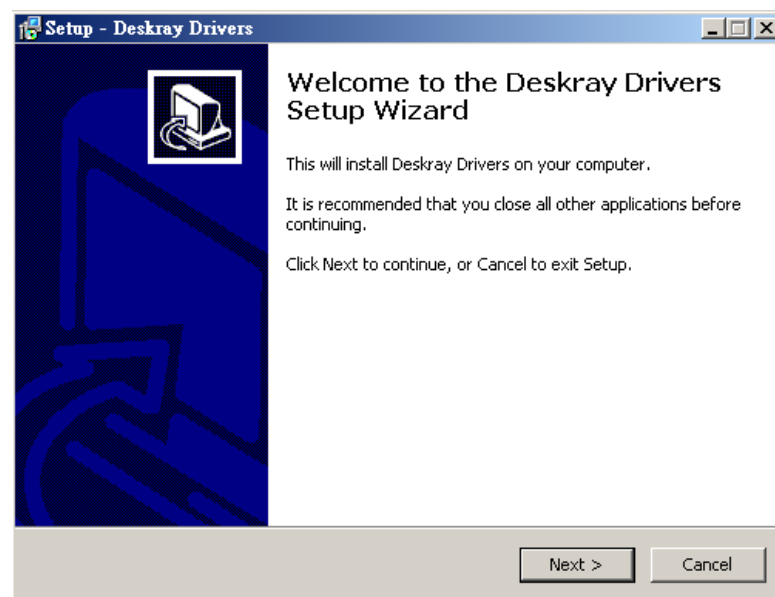 Setup - Deskray Drivers
Welcome to the Deskray Drivers
Setup Wizard
This will install Deskray Drivers on your computer.
It is recommended that you close all other applications before
continuing.
Click Next to continue, or Cancel to exit Setup.
Next >
Cancel